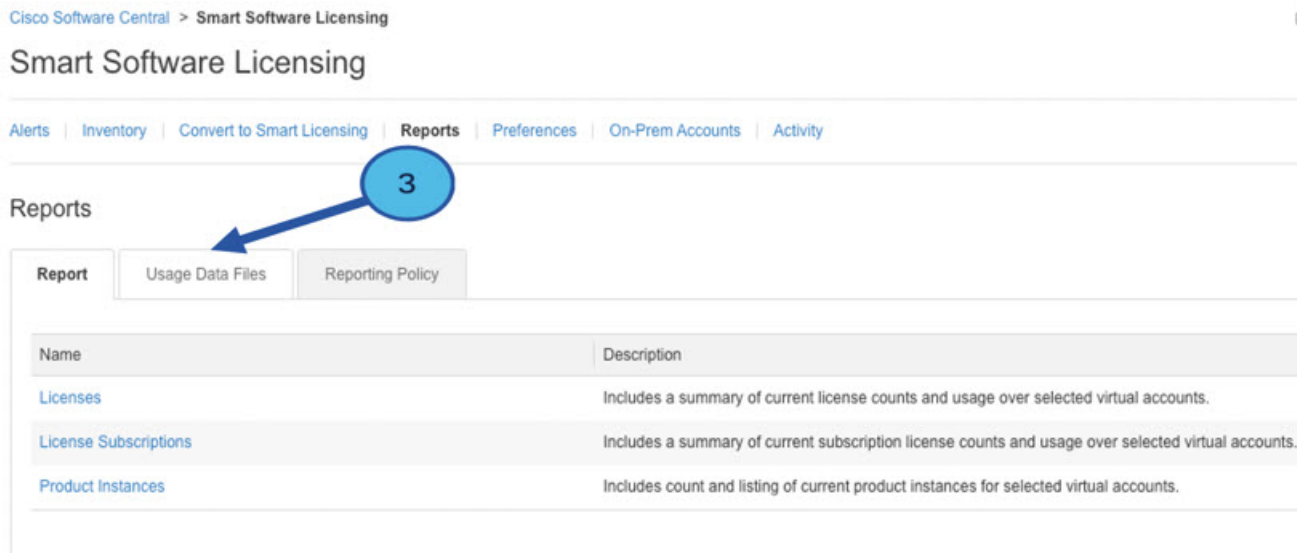 Cisco Software Central > Smart Software Licensing
Smart Software Licensing
Alerts | Inventory | Convert to Smart Licensing | Reports | Preferences | On-Prem Accounts | Activity
3
Reports
Report Usage Data Files Reporting Policy
Name Description
Licenses Includes a summary of current license counts and usage over selected virtual accounts.
License Subscriptions Includes a summary of current subscription license counts and usage over selected virtual accounts.
Product Instances Includes count and listing of current product instances for selected virtual accounts.